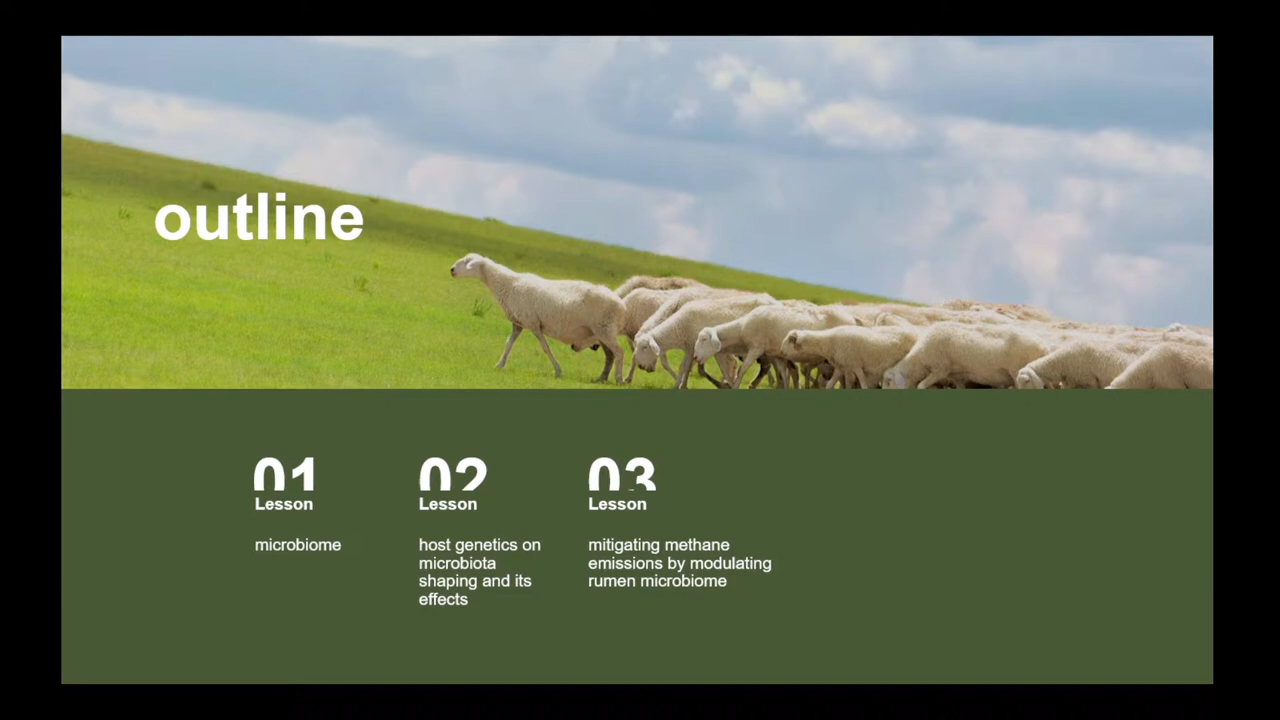 outline
01
Lesson
microbiome
02
Lesson
host genetics on
microbiota
shaping and its
effects
03
Lesson
mitigating methane
emissions by modulating
rumen microbiome